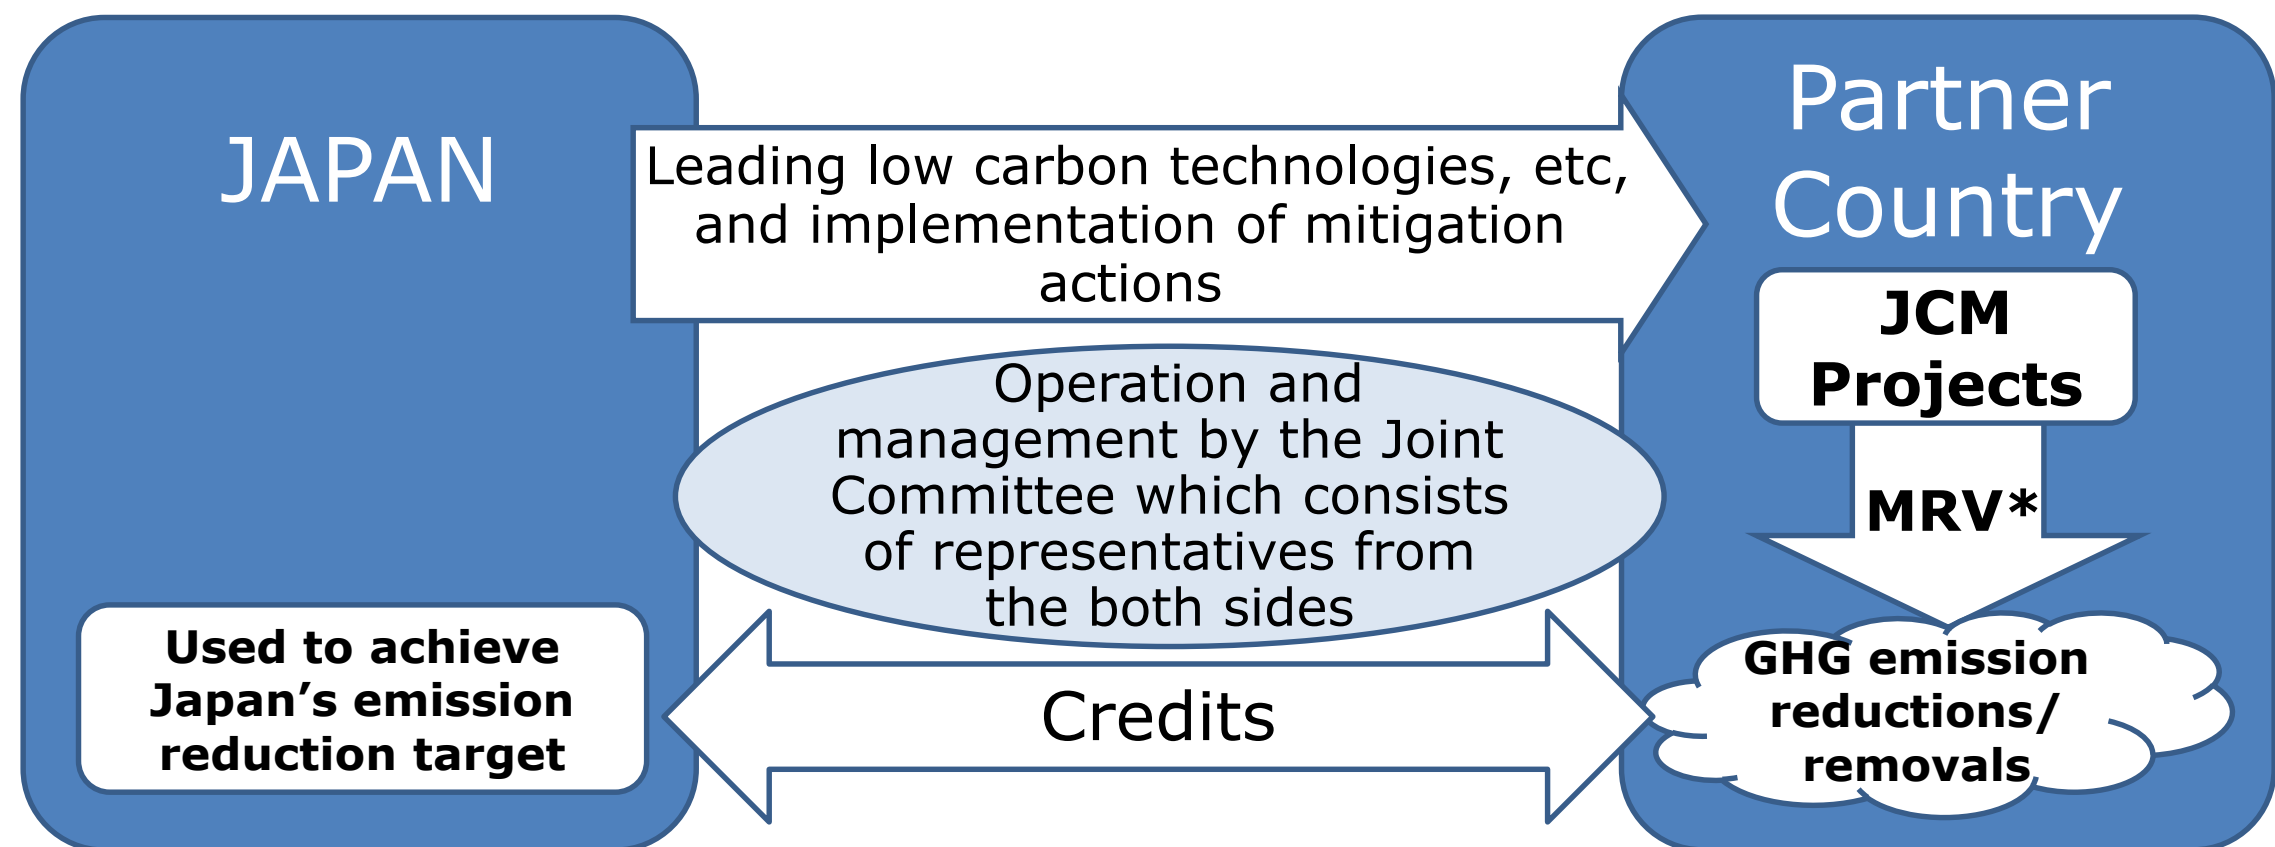 JAPAN
Leading low carbon technologies, etc,
and implementation of mitigation
actions
Partner
Country
JCM
Projects
Operation and
management by the Joint
Committee which consists
of representatives from
the both sides
MRV*
Used to achieve
Japan’s emission
reduction target
Credits
GHG emission
reductions/
removals